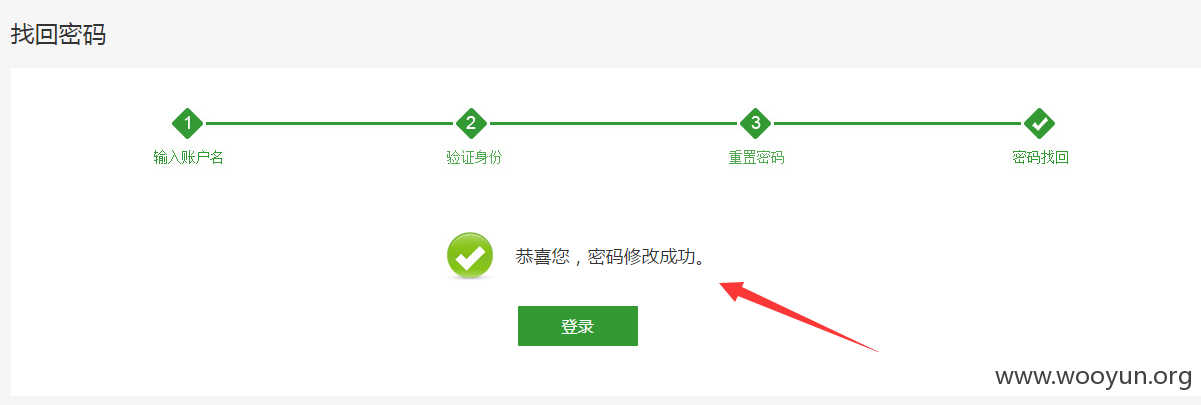 找回密码
1 2 3
输入账户名 验证身份 重置密码 密码找回
恭喜您，密码修改成功。
登录
www.wooyun.org